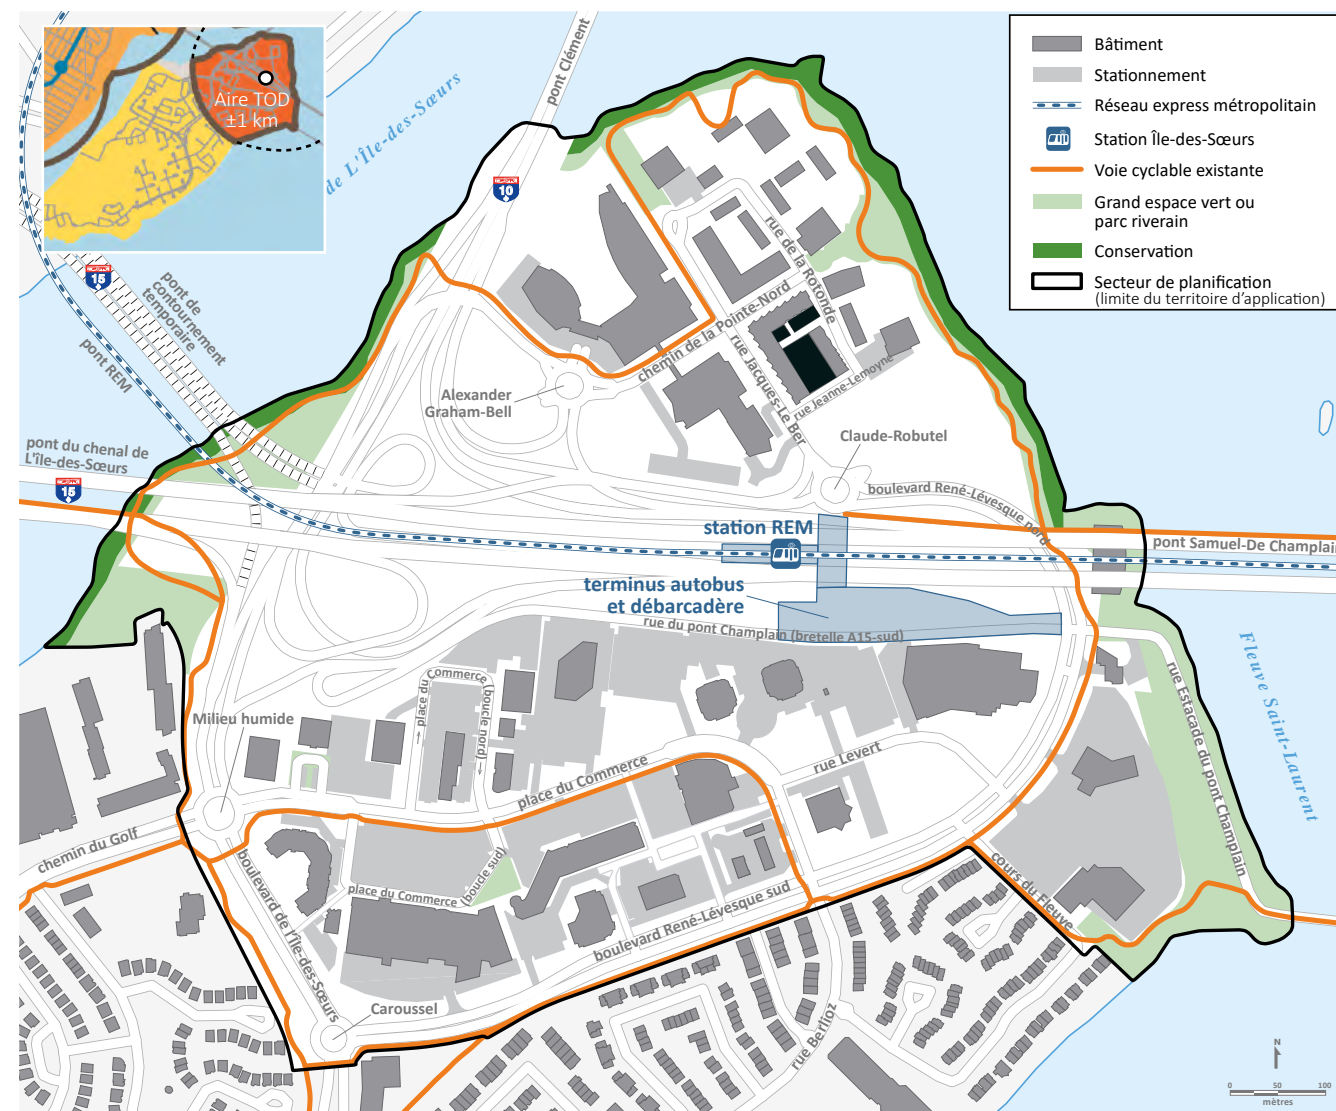 Aire TOD
±1 km
pont Clément
de L'Île-des-Sœurs
10
15
pont de
contournement
temporaire
pont REM
Bâtiment
Stationnement
Réseau express métropolitain
Station Île-des-Sœurs
Voie cyclable existante
Grand espace vert ou
parc riverain
Conservation
Secteur de planification
(limite du territoire d'application)
rue de la Rotonde
chemin de la Pointe-Nord
rue Jacques-Le Ber
rue Jeanne-Lemoyne
Alexander
Graham-Bell
Claude-Robutel
pont du chenal de
L'île-des-Sœurs
15
boulevard René-Lévesque nord
station REM
pont Samuel-De Champlain
terminus autobus
et débarcadère
rue du pont Champlain (bretelle A15-sud)
place du Commerce (boucle nord)
Milieu humide
place du Commerce
rue Levert
rue Estacade du pont Champlain
Fleuve Saint-Laurent
chemin du Golf
boulevard de l'Île-des-Sœurs
place du Commerce (boucle sud)
boulevard René-Lévesque sud
cours du Fleuve
Caroussel
rue Berlioz
N
0 50 100
mètres